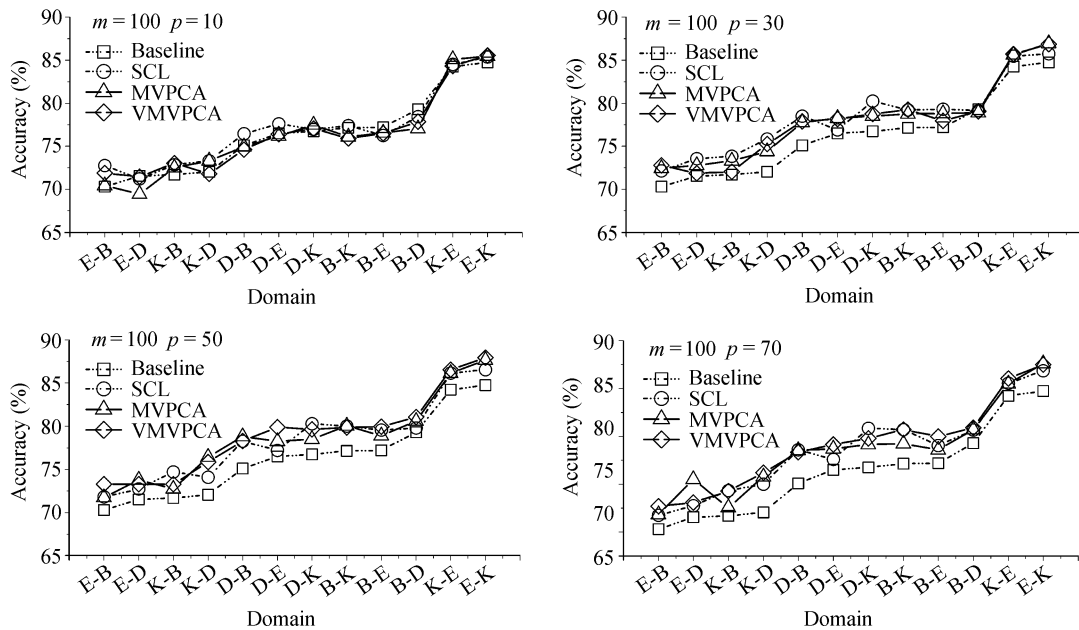 m = 100 p = 10
Baseline
SCL
MVPCA
VMVPCA
Accuracy (%)
90
85
80
75
70
65
E–B E–D K–B K–D D–B D–E D–K B–K B–E B–D K–E E–K
Domain
m = 100 p = 30
Baseline
SCL
MVPCA
VMVPCA
Accuracy (%)
90
85
80
75
70
65
E–B E–D K–B K–D D–B D–E D–K B–K B–E B–D K–E E–K
Domain
m = 100 p = 50
Baseline
SCL
MVPCA
VMVPCA
Accuracy (%)
90
85
80
75
70
65
E–B E–D K–B K–D D–B D–E D–K B–K B–E B–D K–E E–K
Domain
m = 100 p = 70
Baseline
SCL
MVPCA
VMVPCA
Accuracy (%)
90
85
80
75
70
65
E–B E–D K–B K–D D–B D–E D–K B–K B–E B–D K–E E–K
Domain